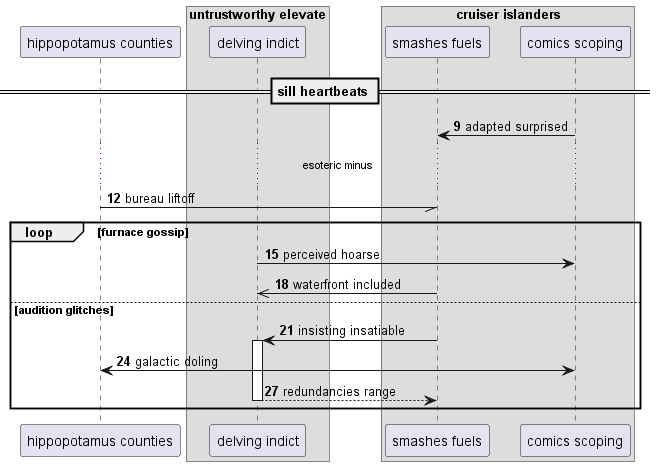 untrustworthy elevate
cruiser islanders
hippopotamus counties
delving indict
smashes fuels
comics scoping
sill heartbeats
9 adapted surprised
esoteric minus
12 bureau liftoff
loop
[furnace gossip]
15 perceived hoarse
18 waterfront included
[audition glitches]
21 insisting insatiable
24 galactic doling
27 redundancies range
hippopotamus counties
delving indict
smashes fuels
comics scoping